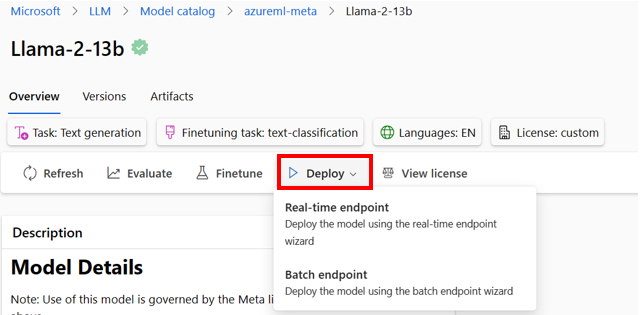 Microsoft > LLM > Model catalog > azureml-meta > Llama-2-13b
Llama-2-13b
Overview Versions Artifacts
Task: Text generation Finetuning task: text-classification Languages: EN License: custom
Refresh Evaluate Finetune Deploy View license
Real-time endpoint
Deploy the model using the real-time endpoint
wizard
Batch endpoint
Deploy the model using the batch endpoint wizard
Description
Model Details
Note: Use of this model is governed by the Meta li